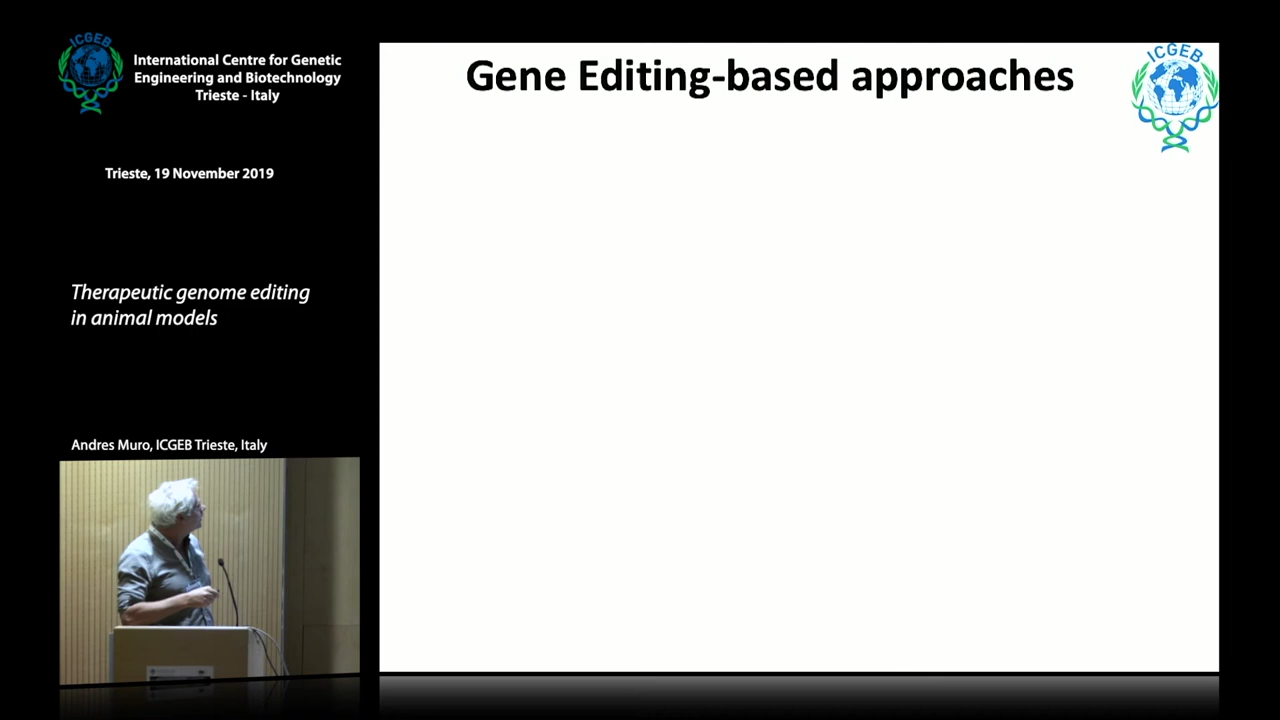 ICGEB
International Centre for Genetic
Engineering and Biotechnology
Trieste - Italy
Trieste, 19 November 2019
Therapeutic genome editing
in animal models
Andres Muro, ICGEB Trieste, Italy
Gene Editing-based approaches
ICGEB